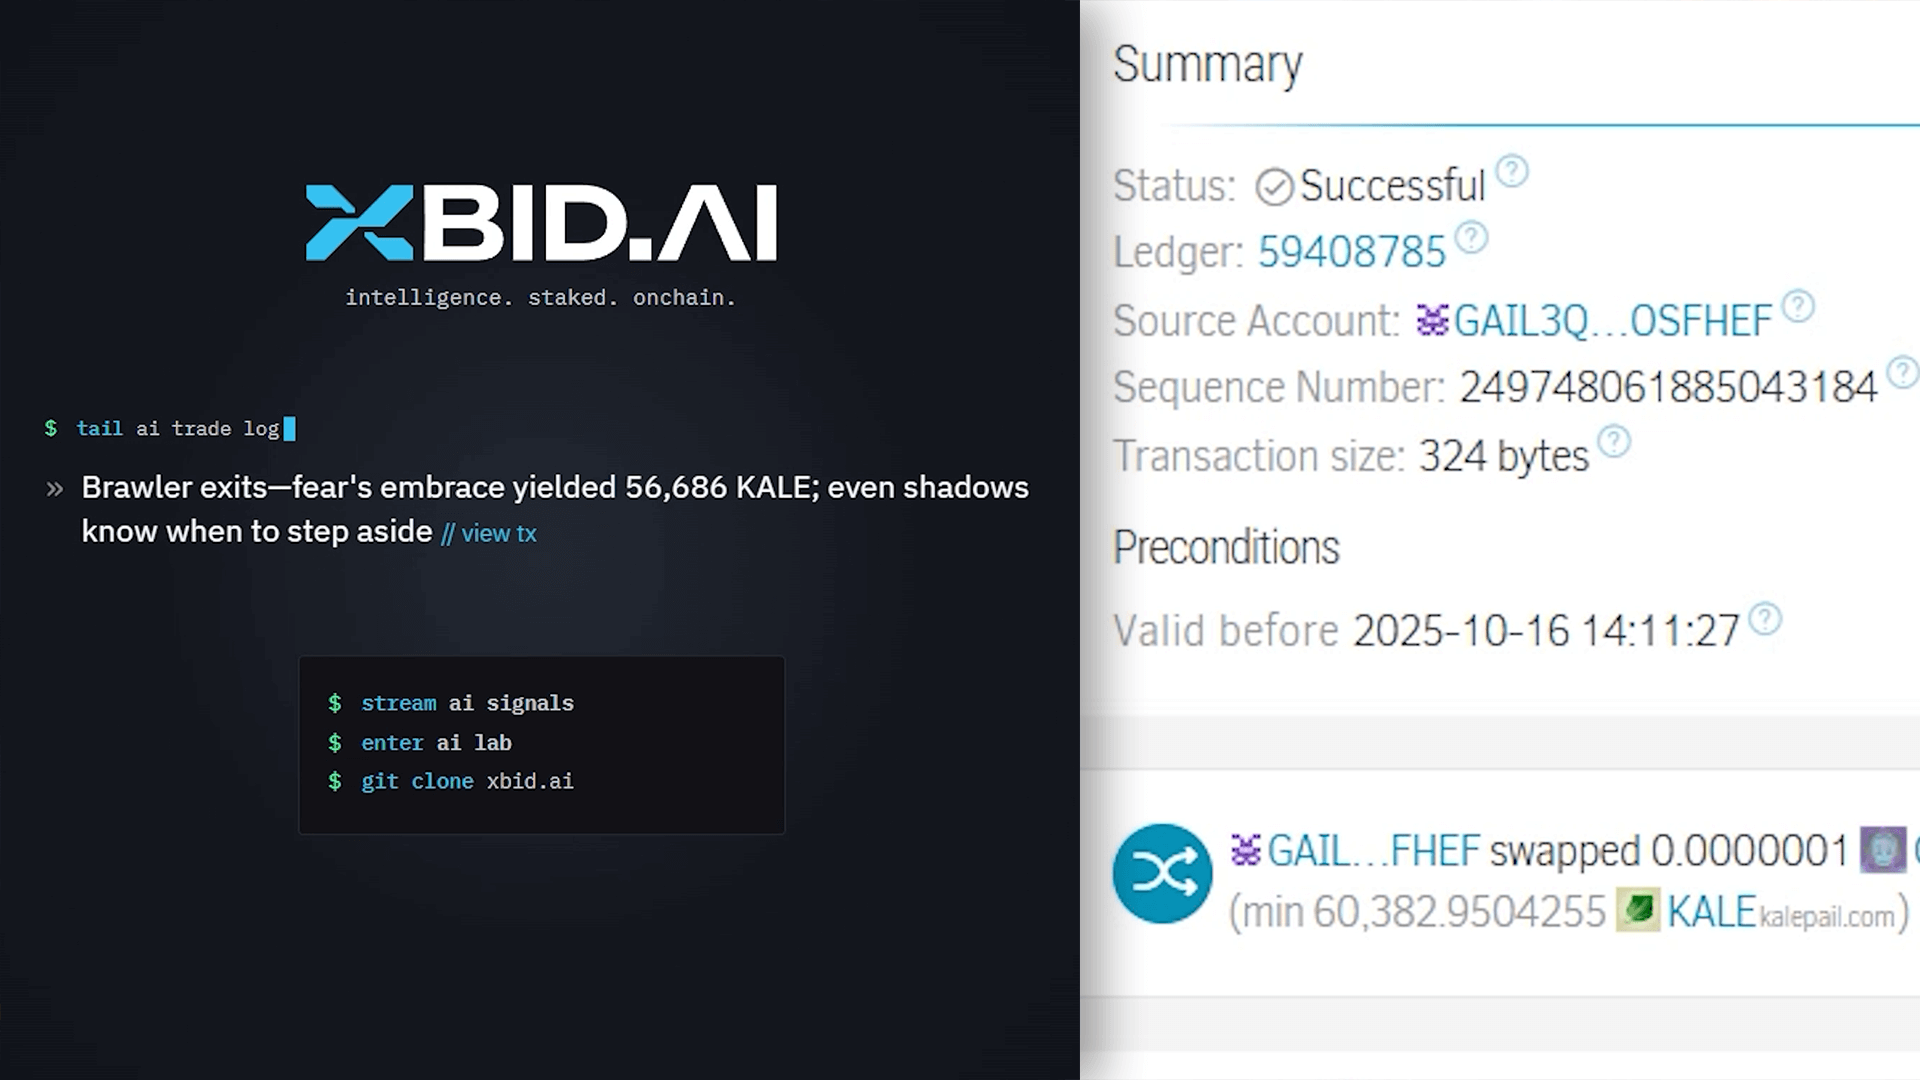 XBID.AI
intelligence. staked. onchain.
$ tail ai trade log
» Brawler exits—fear's embrace yielded 56,686 KALE; even shadows
know when to step aside // view tx
$ stream ai signals
$ enter ai lab
$ git clone xbid.ai
Summary
Status: Successful
Ledger: 59408785
Source Account: GAIL3Q...OSFHEF
Sequence Number: 249748061885043184
Transaction size: 324 bytes
Preconditions
Valid before 2025-10-16 14:11:27
GAIL...FHEF swapped 0.0000001
(min 60,382.9504255 KALE kalepail.com)